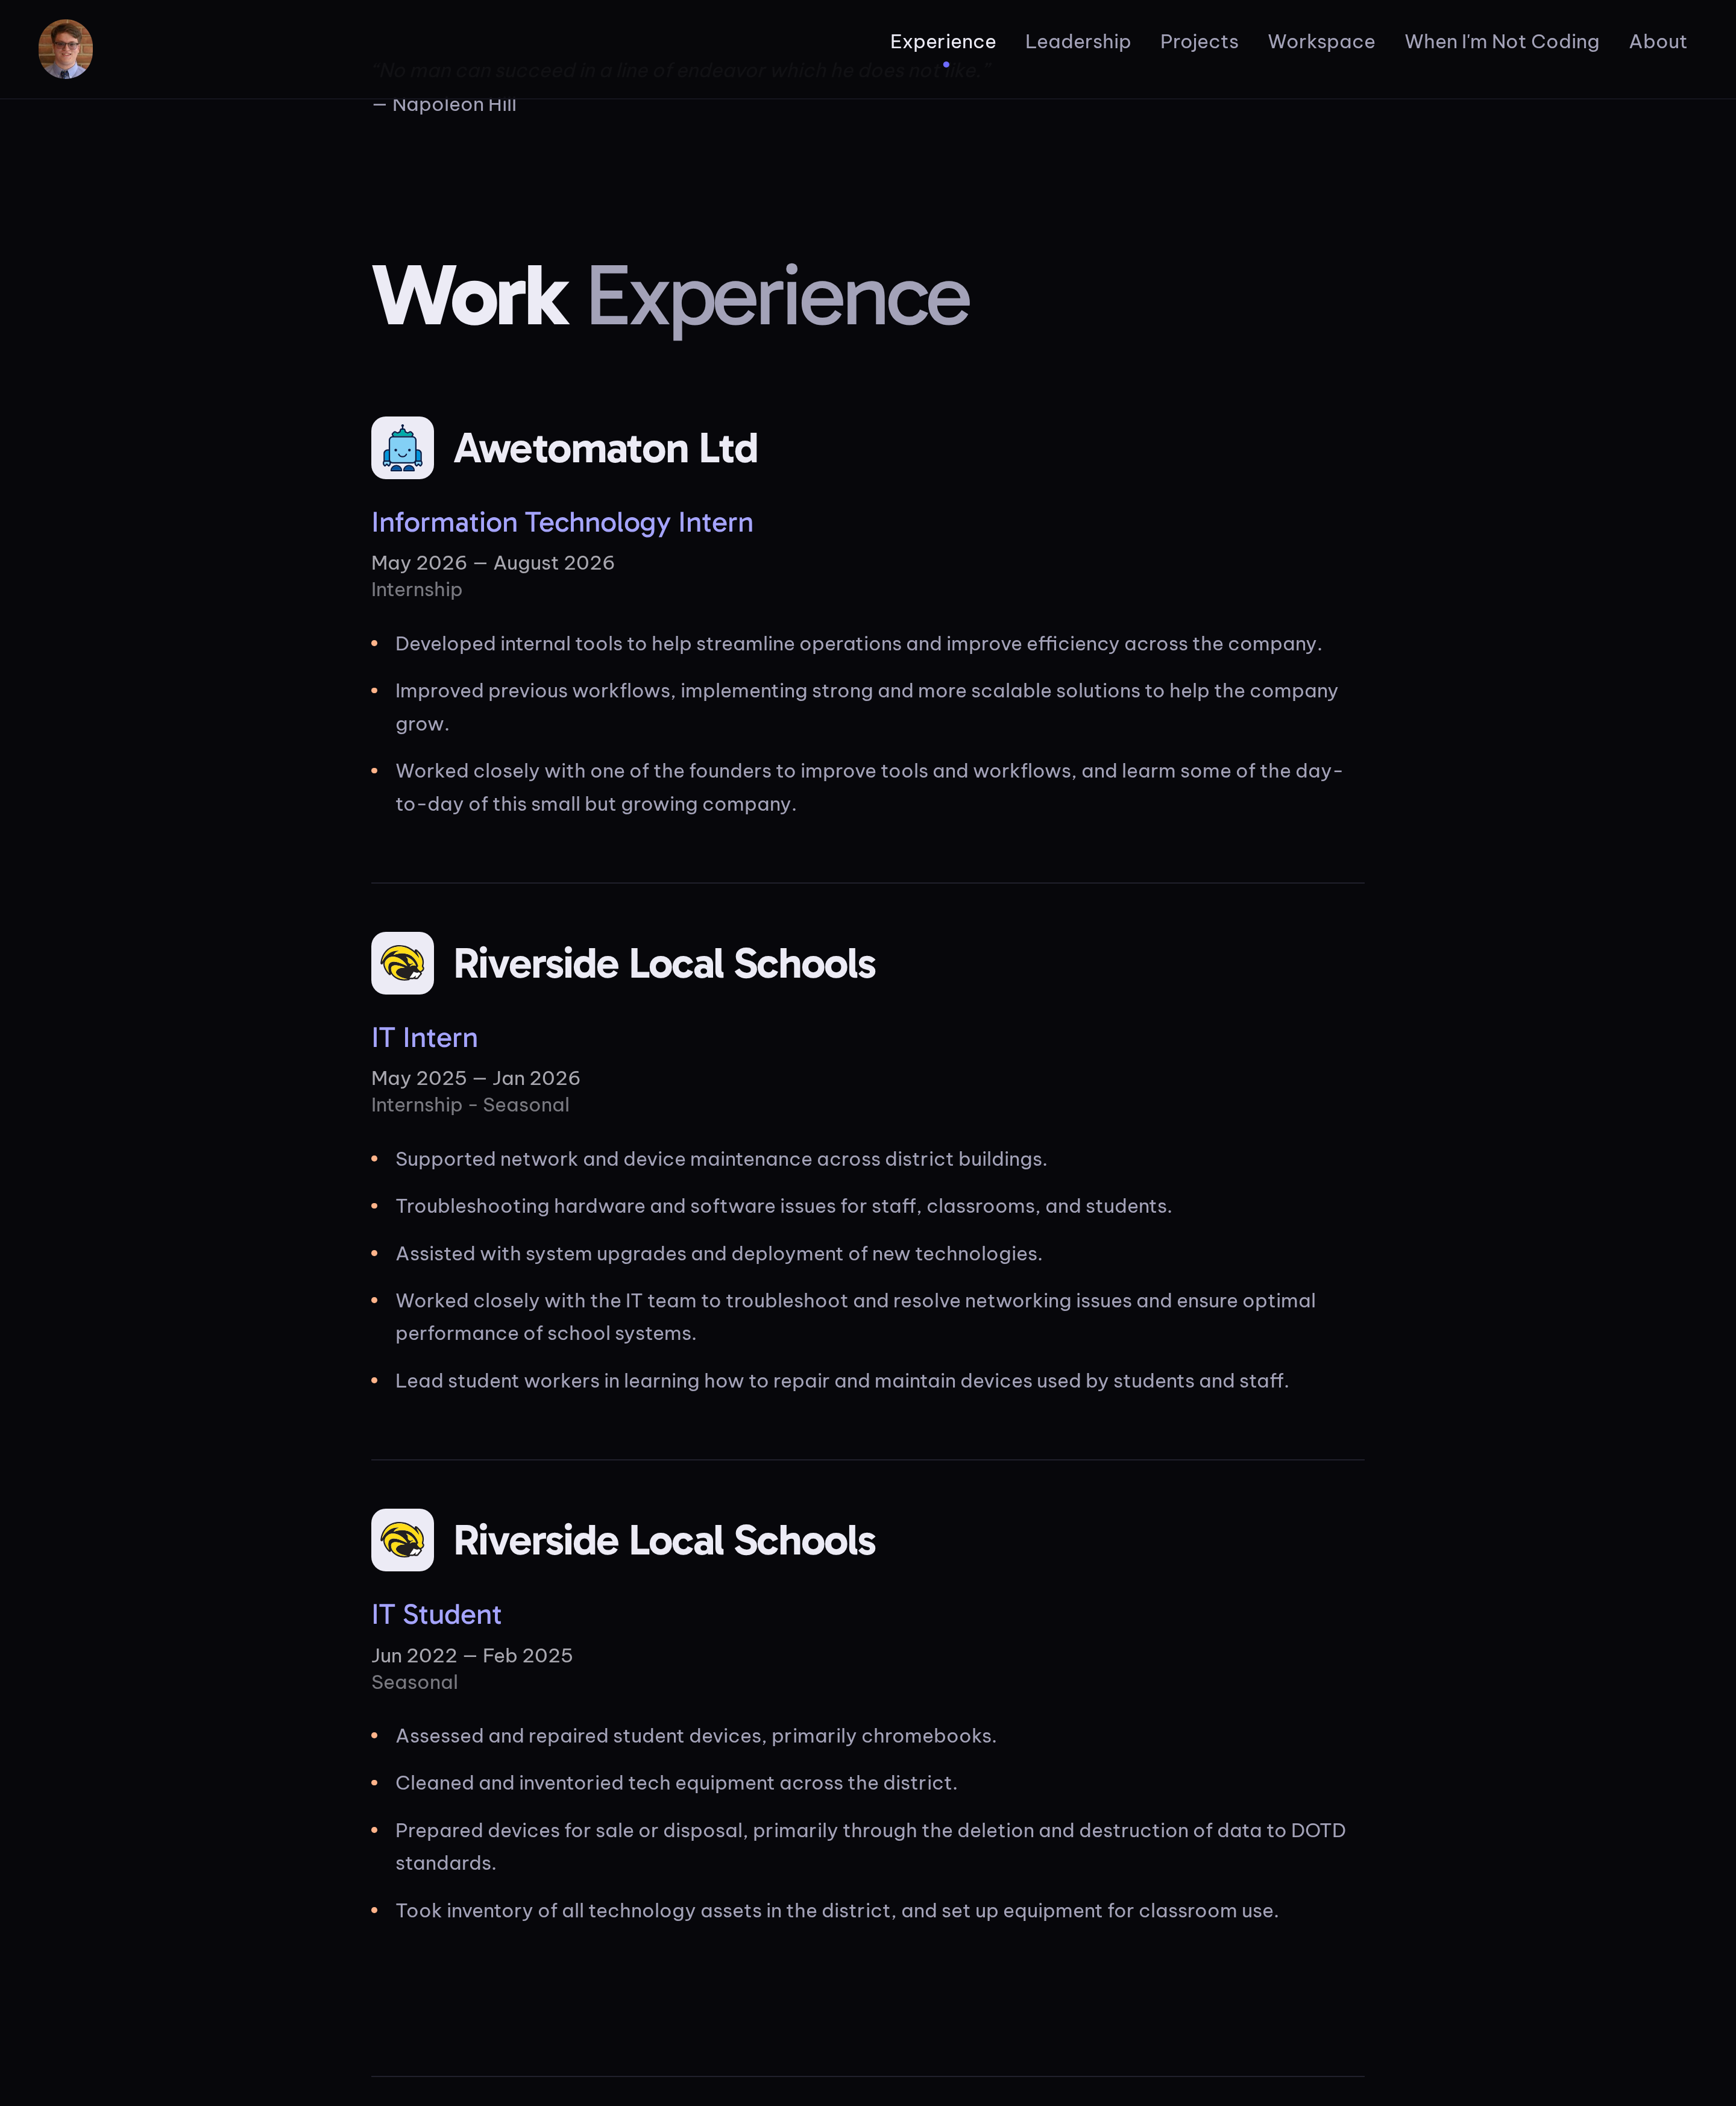 Experience Leadership Projects Workspace When I'm Not Coding About
“No man can succeed in a line of endeavor which he does not like.”
— Napoleon Hill
Work Experience
Awetomaton Ltd
Information Technology Intern
May 2026 — August 2026
Internship
Developed internal tools to help streamline operations and improve efficiency across the company.
Improved previous workflows, implementing strong and more scalable solutions to help the company
grow.
Worked closely with one of the founders to improve tools and workflows, and learm some of the day-
to-day of this small but growing company.
Riverside Local Schools
IT Intern
May 2025 — Jan 2026
Internship - Seasonal
Supported network and device maintenance across district buildings.
Troubleshooting hardware and software issues for staff, classrooms, and students.
Assisted with system upgrades and deployment of new technologies.
Worked closely with the IT team to troubleshoot and resolve networking issues and ensure optimal
performance of school systems.
Lead student workers in learning how to repair and maintain devices used by students and staff.
Riverside Local Schools
IT Student
Jun 2022 — Feb 2025
Seasonal
Assessed and repaired student devices, primarily chromebooks.
Cleaned and inventoried tech equipment across the district.
Prepared devices for sale or disposal, primarily through the deletion and destruction of data to DOTD
standards.
Took inventory of all technology assets in the district, and set up equipment for classroom use.